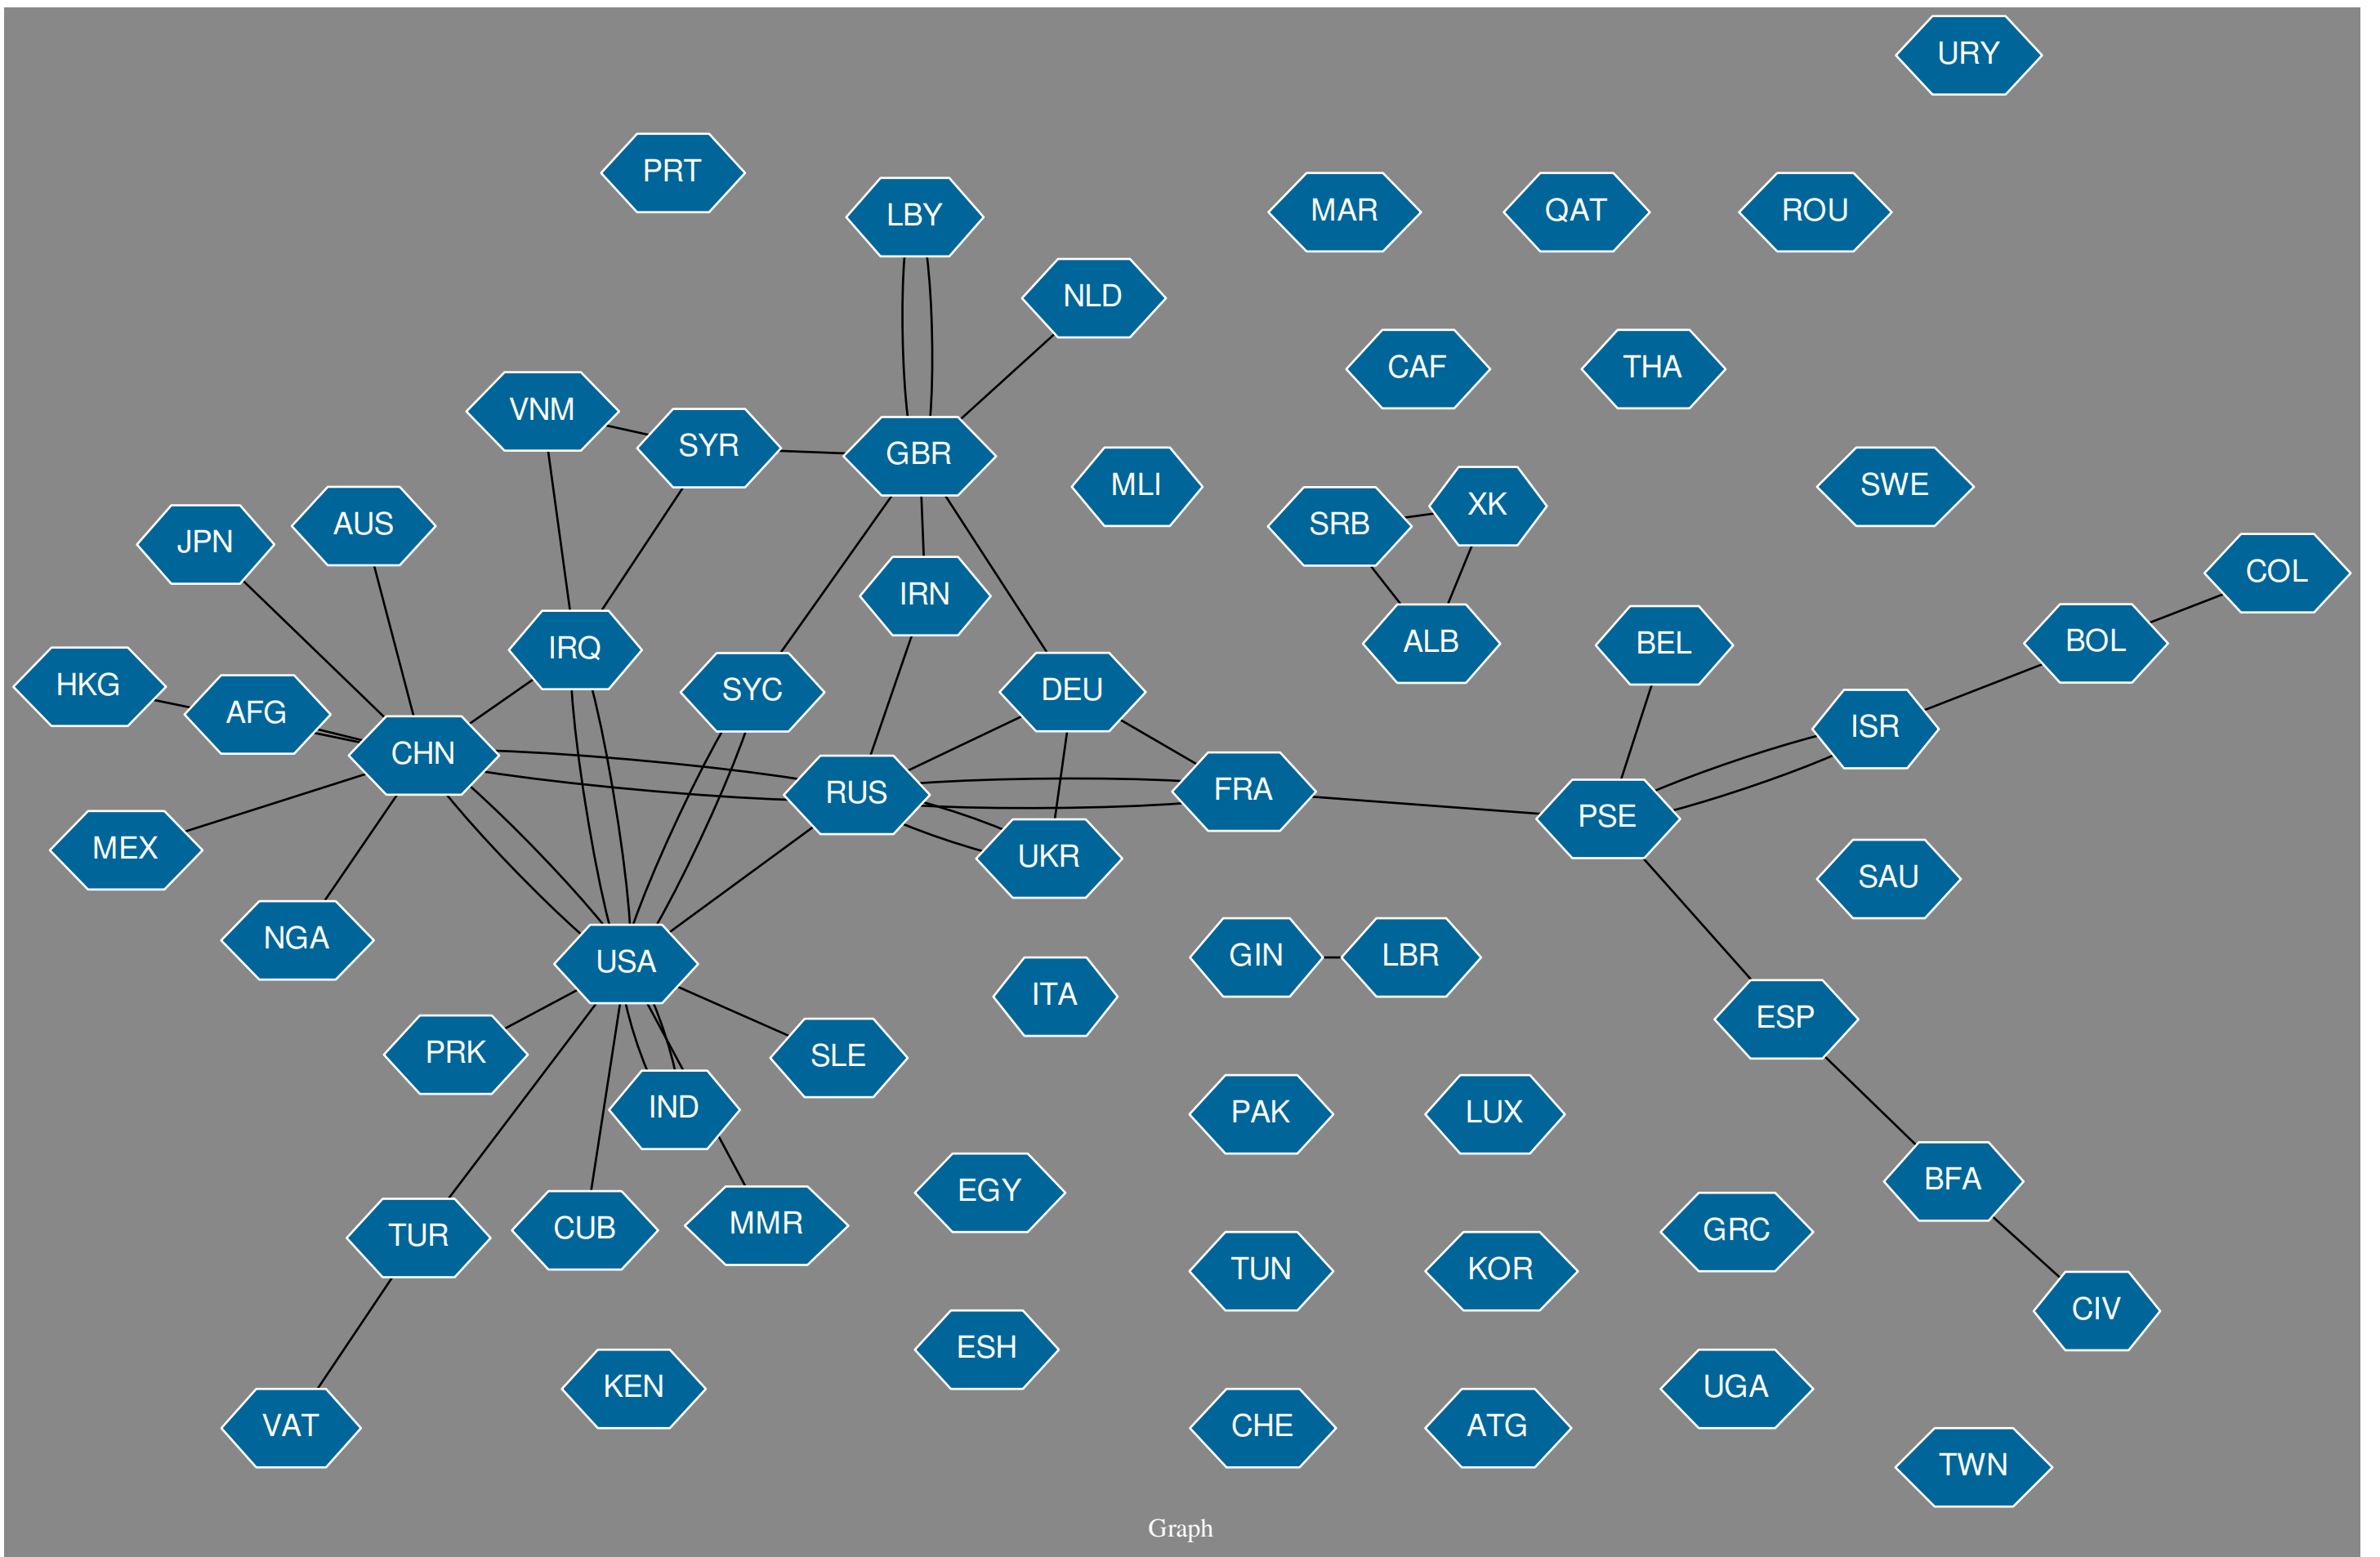 URY
PRT
LBY
MAR
QAT
ROU
NLD
CAF
THA
VNM
SYR
GBR
MLI
SRB
XK
SWE
JPN
AUS
COL
IRN
ALB
BEL
BOL
IRQ
HKG
AFG
SYC
DEU
ISR
CHN
RUS
FRA
PSE
MEX
UKR
SAU
NGA
USA
GIN
LBR
ITA
ESP
PRK
SLE
IND
PAK
LUX
EGY
BFA
TUR
CUB
MMR
GRC
TUN
KOR
CIV
ESH
KEN
UGA
VAT
CHE
ATG
TWN
Graph